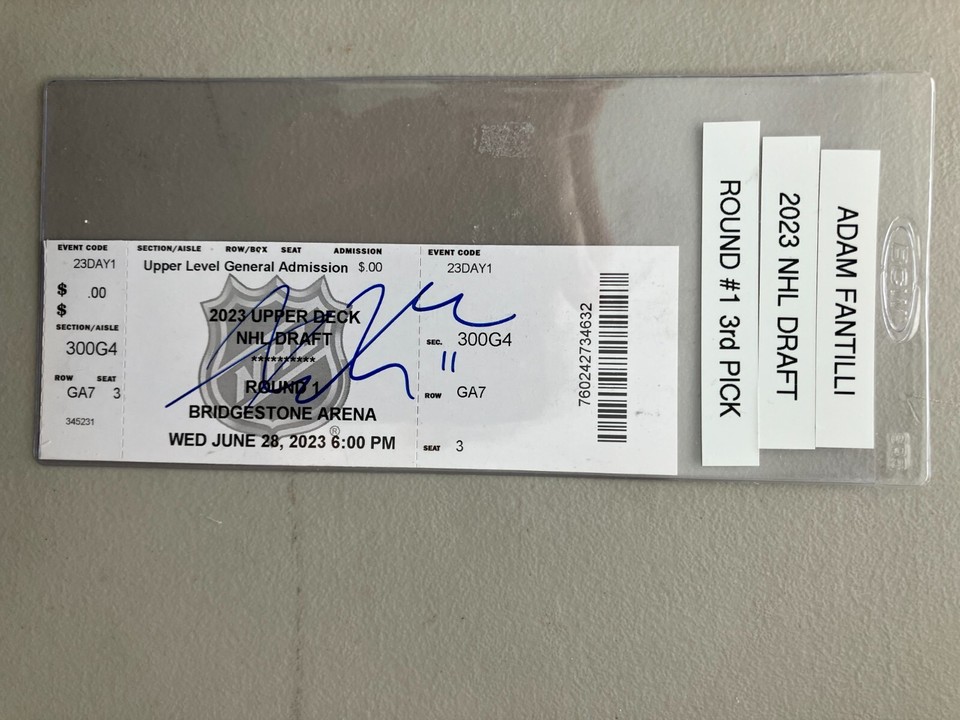 EVENT CODE
23DAY1
$ .00
$
SECTION/AISLE
300G4
ROW SEAT
GA7 3
345231
SECTION/AISLE ROW/BOX SEAT ADMISSION
Upper Level General Admission $.00
2023 UPPER DECK
NHL DRAFT
**********
ROUND 1
BRIDGESTONE ARENA
®
WED JUNE 28, 2023 6:00 PM
EVENT CODE
23DAY1
SEC. 300G4
11
ROW GA7
SEAT 3
760242734632
ADAM FANTILLI
2023 NHL DRAFT
ROUND #1 3rd PICK